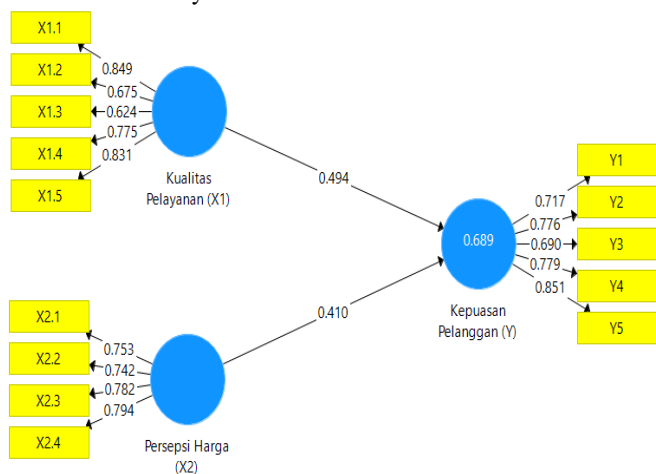 X1.1
X1.2
X1.3
X1.4
X1.5
0.849
0.675
0.624
0.775
0.831
Kualitas
Pelayanan (X1)
0.494
X2.1
X2.2
X2.3
X2.4
0.753
0.742
0.782
0.794
Persepsi Harga
(X2)
0.410
0.689
Kepuasan
Pelanggan (Y)
0.717
0.776
0.690
0.779
0.851
Y1
Y2
Y3
Y4
Y5